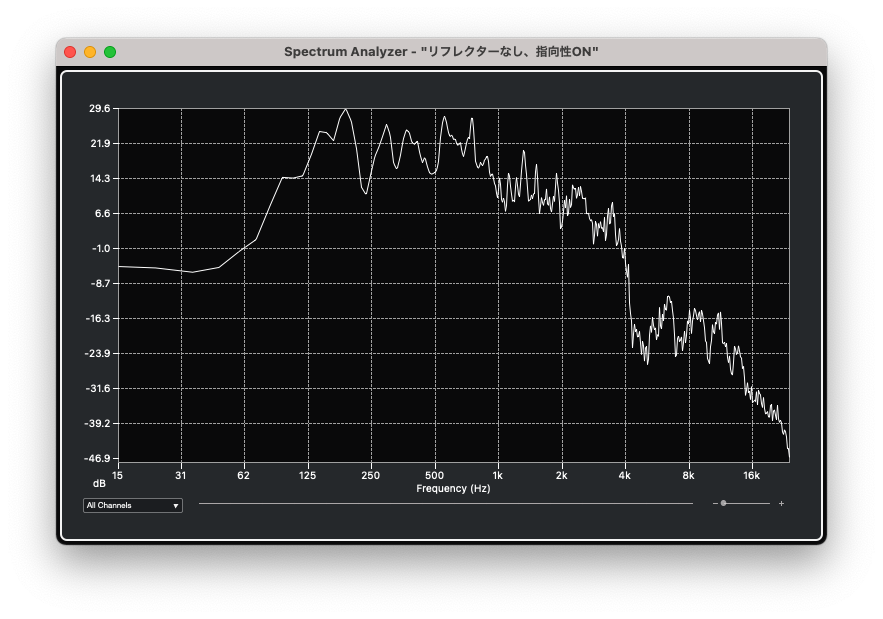 Spectrum Analyzer - "リフレクターなし、指向性ON"
29.6
21.9
14.3
6.6
-1.0
-8.7
-16.3
-23.9
-31.6
-39.2
-46.9
15 31 62 125 250 500 1k 2k 4k 8k 16k
dB
Frequency (Hz)
All Channels